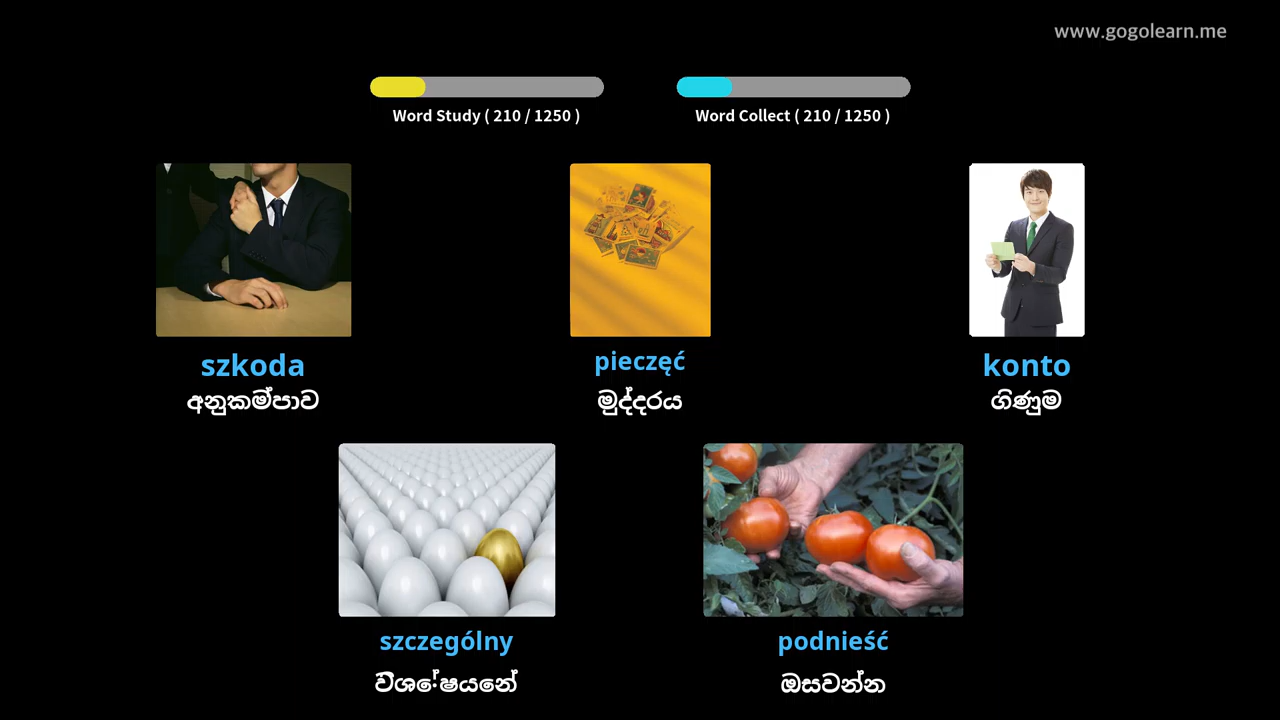 www.gogolearn.me
Word Study ( 210 / 1250 )
Word Collect ( 210 / 1250 )
szkoda
අනුකම්පාව
pieczęć
මුද්දරය
konto
ගිණුම
szczególny
විශේෂයනේ
podnieść
ඔසවන්න